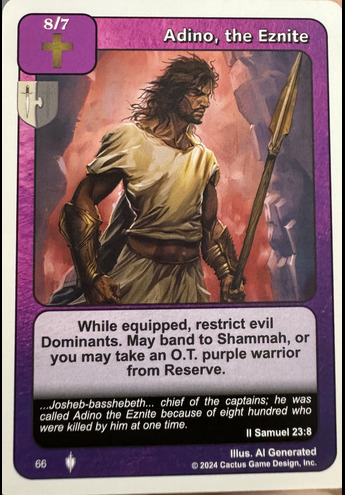 8/7
Adino, the Eznite
While equipped, restrict evil
Dominants. May band to Shammah, or
you may take an O.T. purple warrior
from Reserve.
...Josheb-basshebeth... chief of the captains; he was
called Adino the Eznite because of eight hundred who
were killed by him at one time.
II Samuel 23:8
Illus. AI Generated
66
© 2024 Cactus Game Design, Inc.